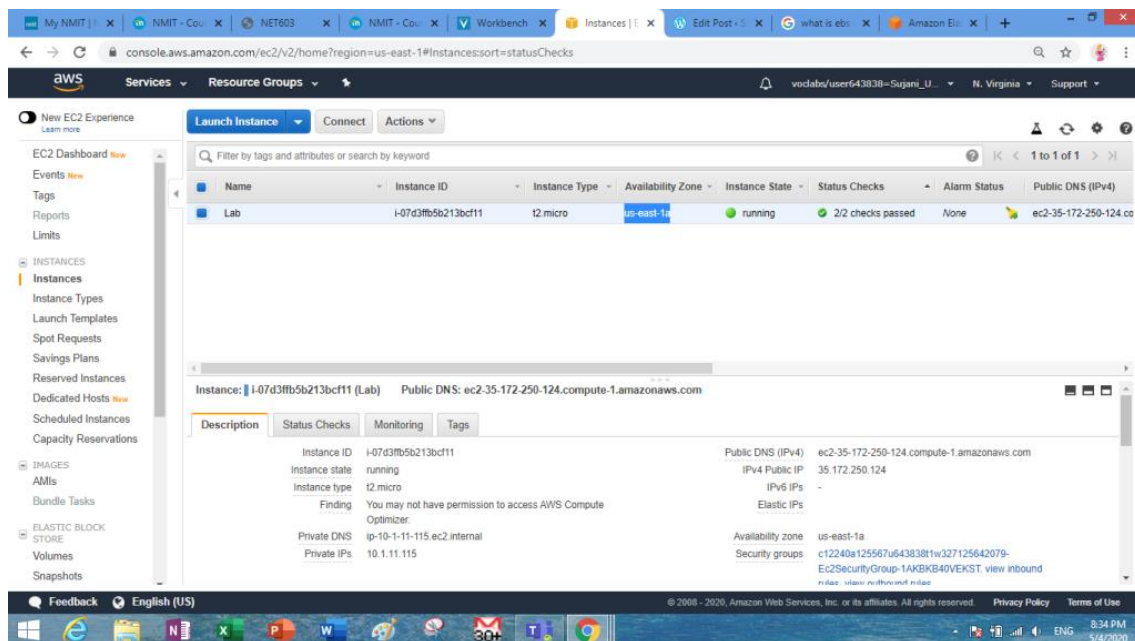 My NMIT |
NMIT - Cou
NET603
NMIT - Cou
Workbench
Instances | E
Edit Post ‹ S
what is ebs
Amazon Ela
console.aws.amazon.com/ec2/v2/home?region=us-east-1#Instances:sort=statusChecks
aws Services Resource Groups voclabs/user643838=Sujani_U... N. Virginia Support
New EC2 Experience
Learn more
Launch Instance Connect Actions
EC2 Dashboard New
Events New
Tags
Reports
Limits
INSTANCES
Instances
Instance Types
Launch Templates
Spot Requests
Savings Plans
Reserved Instances
Dedicated Hosts New
Scheduled Instances
Capacity Reservations
IMAGES
AMIs
Bundle Tasks
ELASTIC BLOCK
STORE
Volumes
Snapshots
Filter by tags and attributes or search by keyword 1 to 1 of 1
Name Instance ID Instance Type Availability Zone Instance State Status Checks Alarm Status Public DNS (IPv4)
Lab i-07d3ffb5b213bcf11 t2.micro us-east-1a running 2/2 checks passed None ec2-35-172-250-124.co
Instance: i-07d3ffb5b213bcf11 (Lab) Public DNS: ec2-35-172-250-124.compute-1.amazonaws.com
Description Status Checks Monitoring Tags
Instance ID i-07d3ffb5b213bcf11
Instance state running
Instance type t2.micro
Finding You may not have permission to access AWS Compute
Optimizer.
Private DNS ip-10-1-11-115.ec2.internal
Private IPs 10.1.11.115
Public DNS (IPv4) ec2-35-172-250-124.compute-1.amazonaws.com
IPv4 Public IP 35.172.250.124
IPv6 IPs -
Elastic IPs
Availability zone us-east-1a
Security groups c12240a125567u643838t1w327125642079-
Ec2SecurityGroup-1AKBKB40VEKST. view inbound
rules. view outbound rules
Feedback English (US) © 2008 - 2020, Amazon Web Services, Inc. or its affiliates. All rights reserved. Privacy Policy Terms of Use
30+
ENG
8:34 PM
5/4/2020